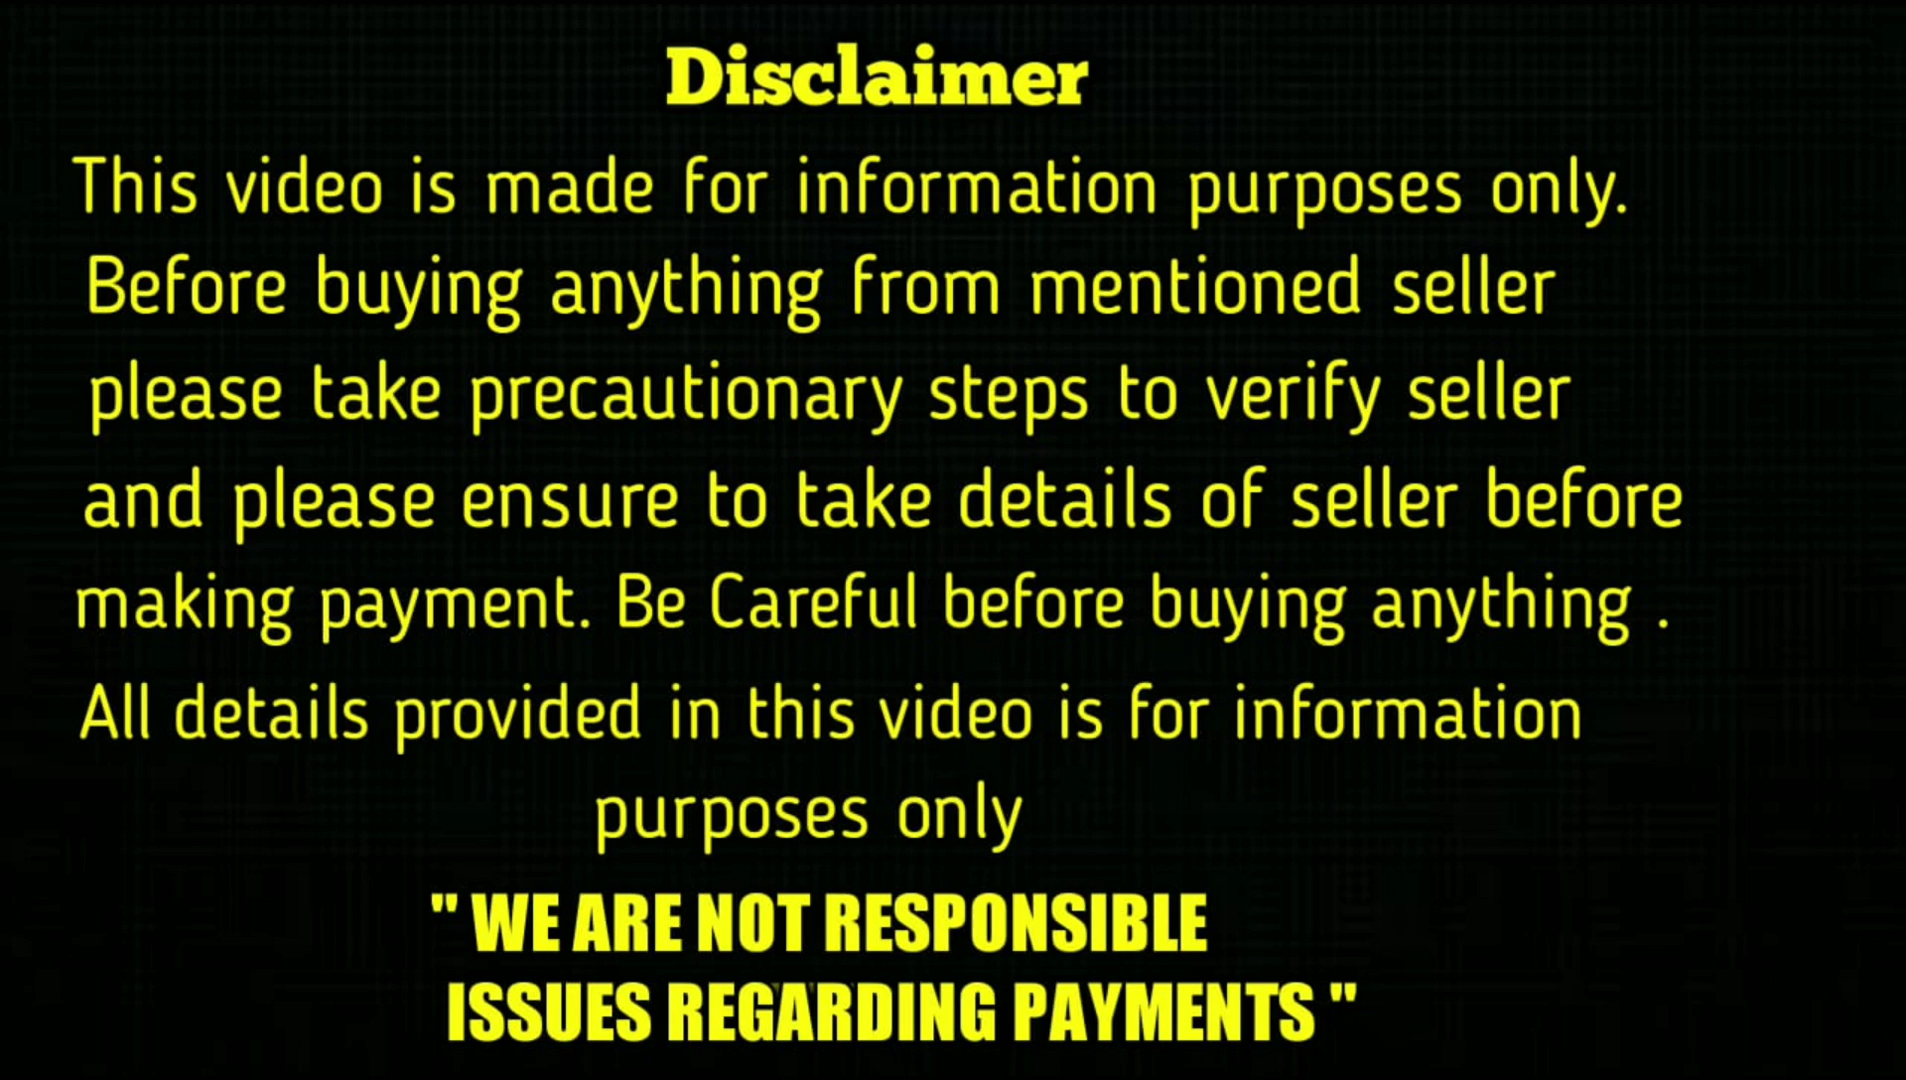 Disclaimer
This video is made for information purposes only.
Before buying anything from mentioned seller
please take precautionary steps to verify seller
and please ensure to take details of seller before
making payment. Be Careful before buying anything .
All details provided in this video is for information
purposes only
" WE ARE NOT RESPONSIBLE
ISSUES REGARDING PAYMENTS "